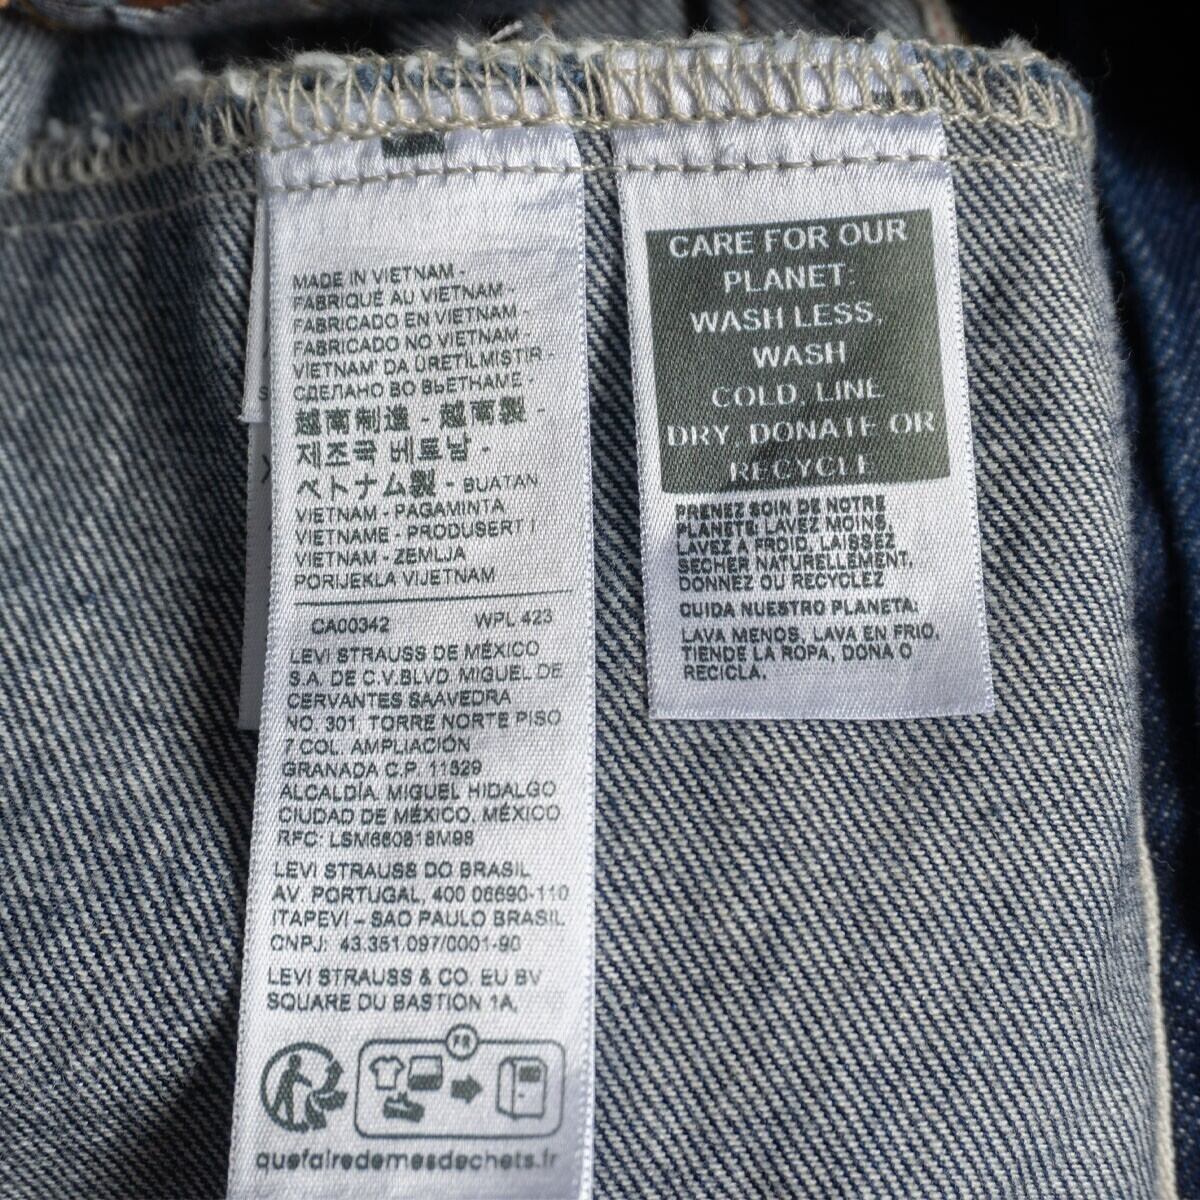 MADE IN VIETNAM -
FABRIQUÉ AU VIETNAM -
FABRICADO EN VIETNAM -
FABRICADO NO VIETNAM -
VIETNAM' DA ÜRETILMISTIR -
СДЕЛАНО ВО ВЬЕТНАМЕ -
越南制造 - 越南製 -
제조국 베트남 -
ベトナム製 - BUATAN
VIETNAM - PAGAMINTA
VIETNAME - PRODUSERT I
VIETNAM - ZEMLJA
PORIJEKLA VIJETNAM
CA00342 WPL 423
LEVI STRAUSS DE MÉXICO
S.A. DE C.V.BLVD. MIGUEL DE
CERVANTES SAAVEDRA
NO. 301, TORRE NORTE PISO
7 COL. AMPLIACIÓN
GRANADA C.P. 11529
ALCALDÍA. MIGUEL HIDALGO
CIUDAD DE MÉXICO. MÉXICO
RFC: LSM660818M98
LEVI STRAUSS DO BRASIL
AV. PORTUGAL, 400 06690-110
ITAPEVI – SAO PAULO BRASIL
CNPJ: 43.351.097/0001-90
LEVI STRAUSS & CO. EU BV
SQUARE DU BASTION 1A,
FR
quefairedemesdechets.fr
CARE FOR OUR
PLANET:
WASH LESS,
WASH
COLD, LINE
DRY, DONATE OR
RECYCLE
PRENEZ SOIN DE NOTRE
PLANETE: LAVEZ MOINS,
LAVEZ À FROID, LAISSEZ
SECHER NATURELLEMENT,
DONNEZ OU RECYCLEZ
CUIDA NUESTRO PLANETA:
LAVA MENOS, LAVA EN FRIO,
TIENDE LA ROPA, DONA O
RECICLA.